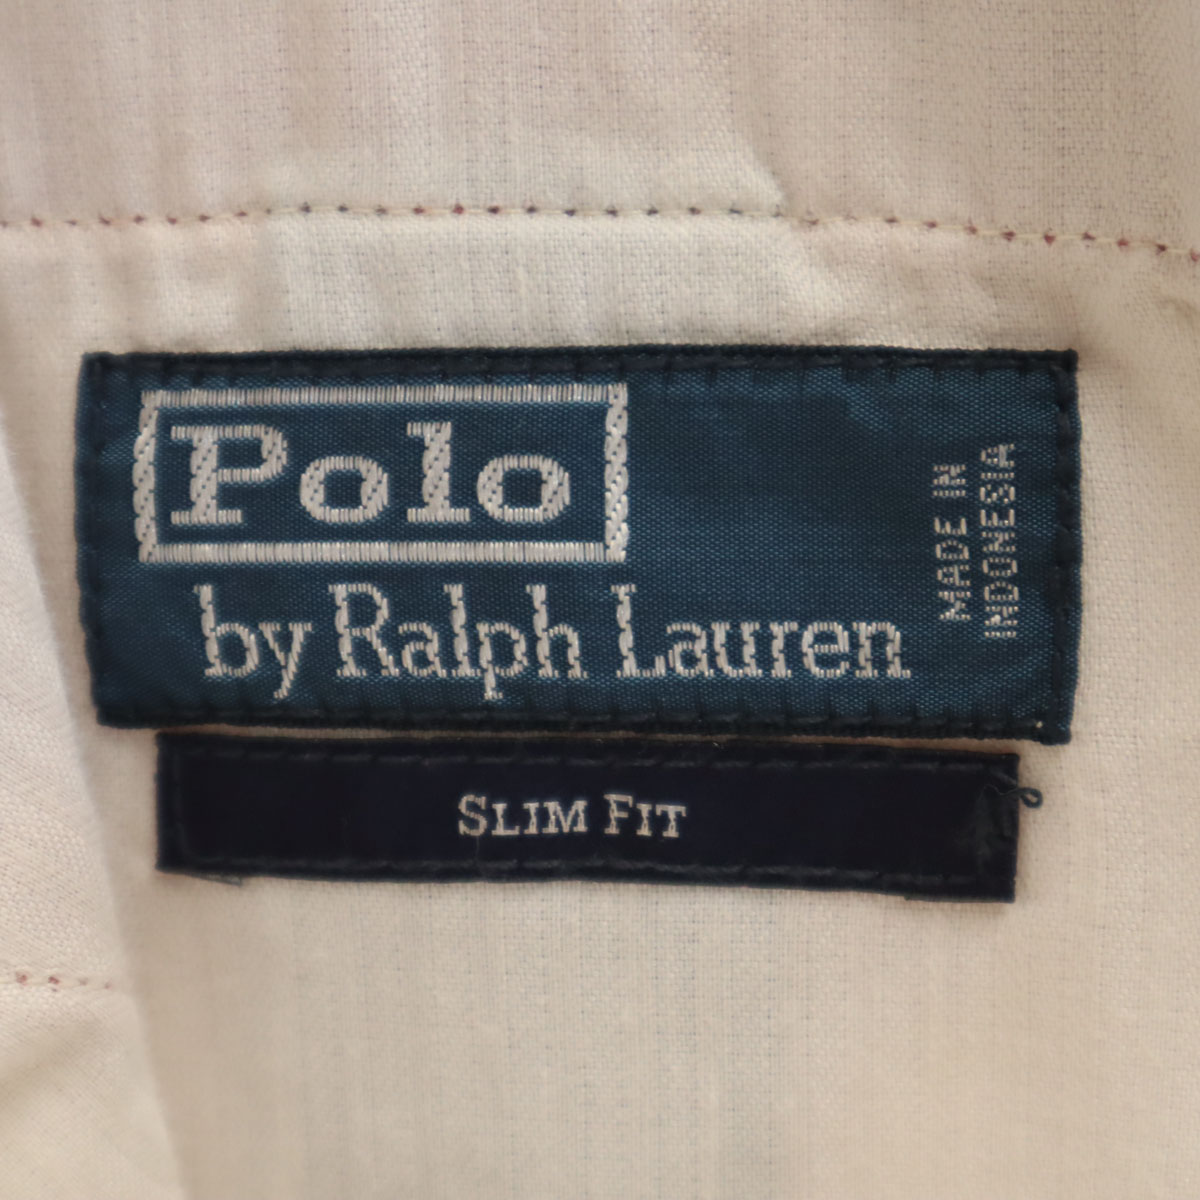 Polo
by Ralph Lauren
MADE IN
INDONESIA
SLIM FIT